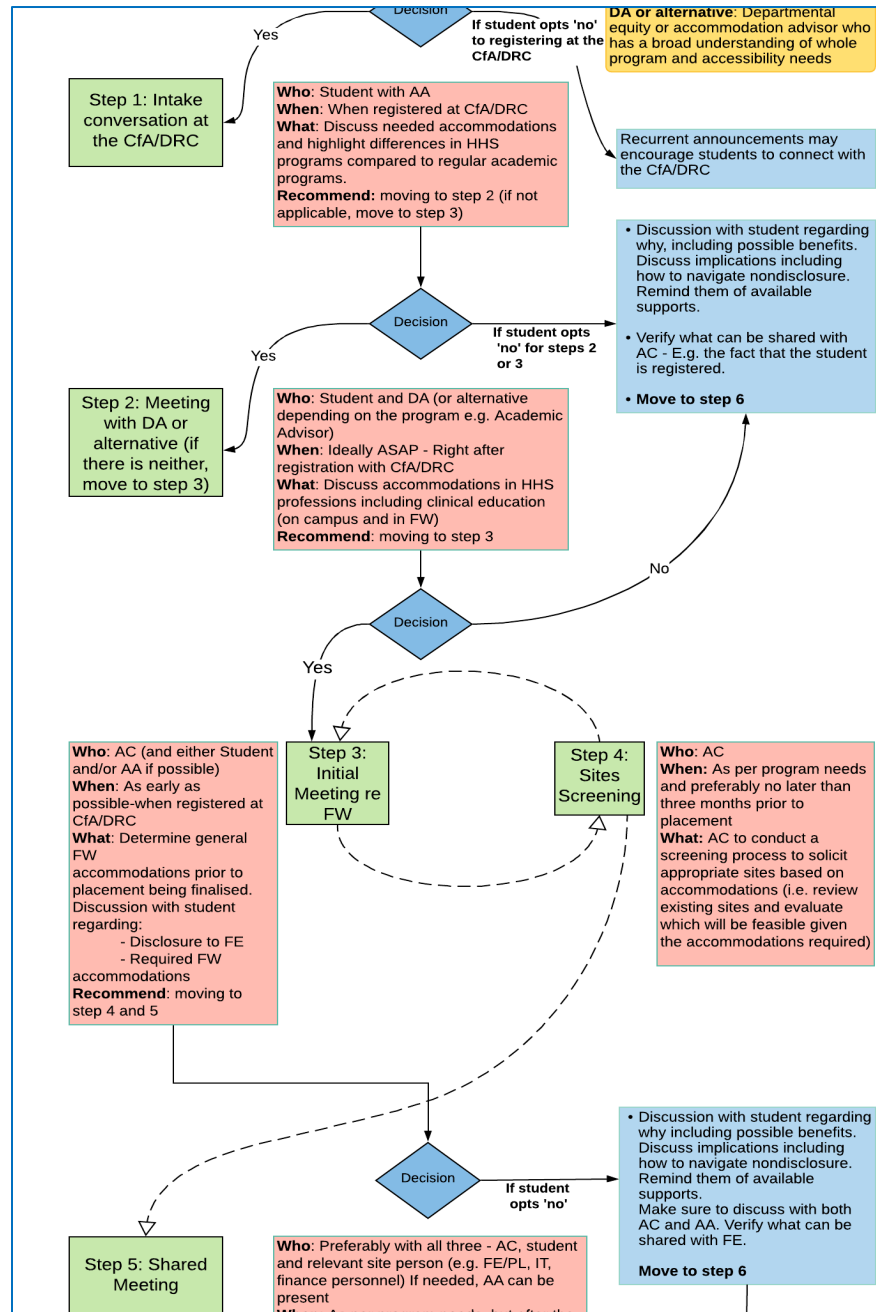 Decision
If student opts 'no'
to registering at the
CfA/DRC
DA or alternative: Departmental
equity or accommodation advisor who
has a broad understanding of whole
program and accessibility needs
Yes
Step 1: Intake
conversation at
the CfA/DRC
Who: Student with AA
When: When registered at CfA/DRC
What: Discuss needed accommodations
and highlight differences in HHS
programs compared to regular academic
programs.
Recommend: moving to step 2 (if not
applicable, move to step 3)
Recurrent announcements may
encourage students to connect with
the CfA/DRC
Decision
If student opts
'no' for steps 2
or 3
• Discussion with student regarding
why, including possible benefits.
Discuss implications including
how to navigate nondisclosure.
Remind them of available
supports.
• Verify what can be shared with
AC - E.g. the fact that the student
is registered.
• Move to step 6
Yes
Step 2: Meeting
with DA or
alternative (if
there is neither,
move to step 3)
Who: Student and DA (or alternative
depending on the program e.g. Academic
Advisor)
When: Ideally ASAP - Right after
registration with CfA/DRC
What: Discuss accommodations in HHS
professions including clinical education
(on campus and in FW)
Recommend: moving to step 3
No
Decision
Yes
Who: AC (and either Student
and/or AA if possible)
When: As early as
possible-when registered at
CfA/DRC
What: Determine general
FW
accommodations prior to
placement being finalised.
Discussion with student
regarding:
- Disclosure to FE
- Required FW
accommodations
Recommend: moving to
step 4 and 5
Step 3:
Initial
Meeting re
FW
Step 4:
Sites
Screening
Who: AC
When: As per program needs
and preferably no later than
three months prior to
placement
What: AC to conduct a
screening process to solicit
appropriate sites based on
accommodations (i.e. review
existing sites and evaluate
which will be feasible given
the accommodations required)
Decision
If student
opts 'no'
• Discussion with student regarding
why including possible benefits.
Discuss implications including
how to navigate nondisclosure.
Remind them of available
supports.
Make sure to discuss with both
AC and AA. Verify what can be
shared with FE.
Move to step 6
Step 5: Shared
Meeting
Who: Preferably with all three - AC, student
and relevant site person (e.g. FE/PL, IT,
finance personnel) If needed, AA can be
present